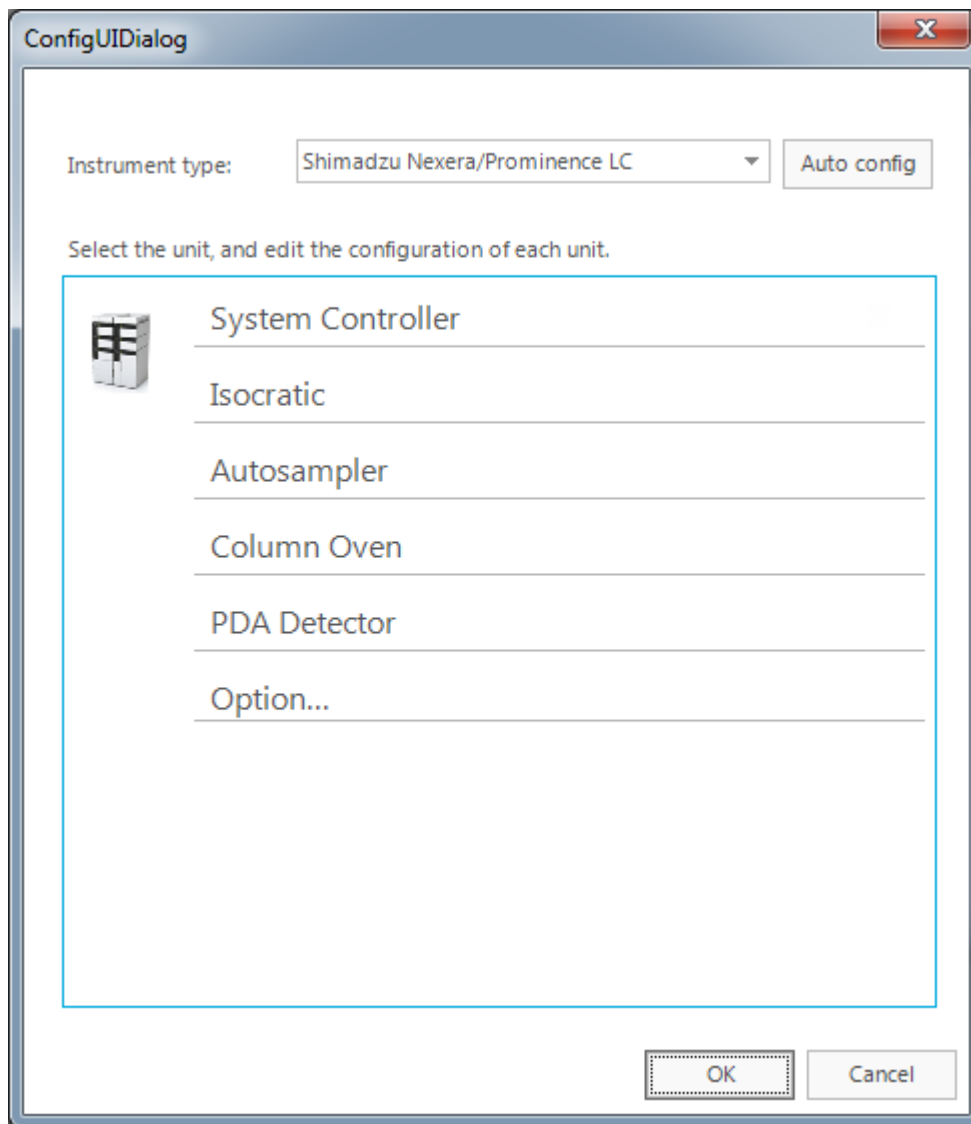 ConfigUIDialog
Instrument type: Shimadzu Nexera/Prominence LC Auto config
Select the unit, and edit the configuration of each unit.
System Controller
Isocratic
Autosampler
Column Oven
PDA Detector
Option...
OK Cancel